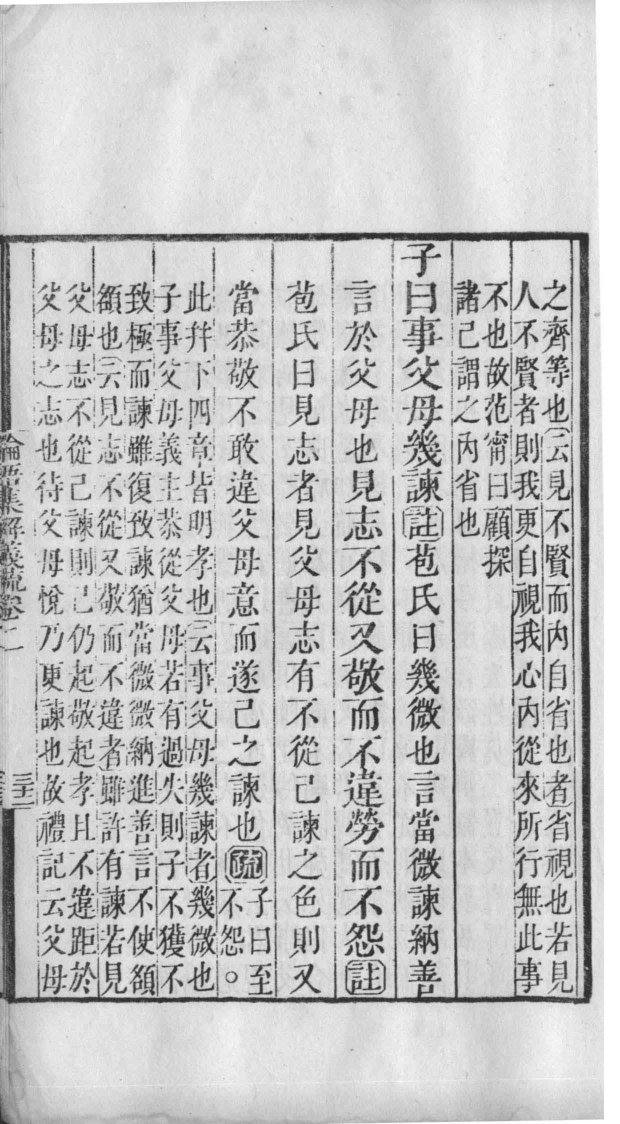 之齊等也云見不賢而內自省也者省視也若見
人不賢者則我更自視我心內從來所行無此事
不也故范甯曰顧探
諸己謂之內省也
子曰事父母幾諫註苞氏曰幾微也言當微諫納善
言於父母也見志不從又敬而不違勞而不怨註
苞氏曰見志者見父母志有不從己諫之色則又
當恭敬不敢違父母意而遂己之諫也疏子曰至
不怨。
此幷下四章皆明孝也云事父母幾諫者幾微也
子事父母義主恭從父母若有過失則子不獲不
致極而諫雖復致諫猶當微微納進善言不使額
額也云見志不從又敬而不違者雖許有諫若見
父母志不從己諫則己仍起敬起孝且不違距於
父母之志也待父母悅乃更諫也故禮記云父母
論語集解義疏卷二
三十二